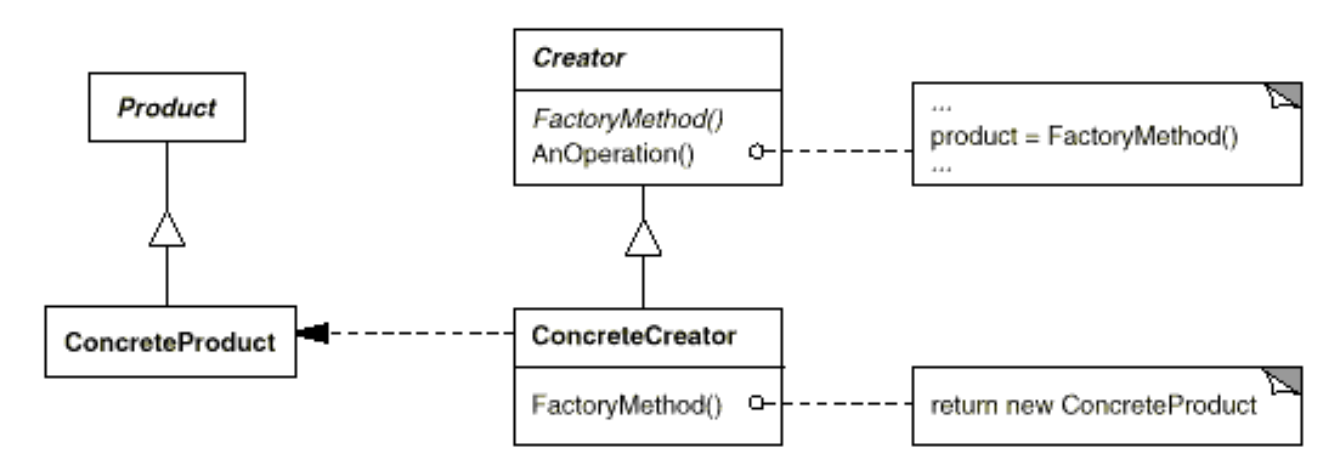 Product
ConcreteProduct
Creator
FactoryMethod()
AnOperation()
...
product = FactoryMethod()
...
ConcreteCreator
FactoryMethod()
return new ConcreteProduct